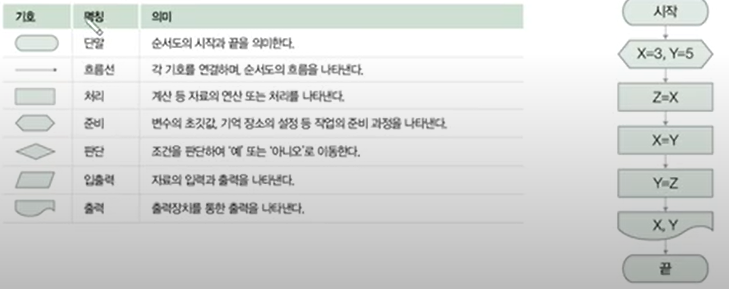 기호 명칭 의미
단말 순서도의 시작과 끝을 의미한다.
흐름선 각 기호를 연결하며, 순서도의 흐름을 나타낸다.
처리 계산 등 자료의 연산 또는 처리를 나타낸다.
준비 변수의 초깃값, 기억 장소의 설정 등 작업의 준비 과정을 나타낸다.
판단 조건을 판단하여 '예' 또는 '아니오'로 이동한다.
입출력 자료의 입력과 출력을 나타낸다.
출력 출력장치를 통한 출력을 나타낸다.
시작
X=3, Y=5
Z=X
X=Y
Y=Z
X, Y
끝